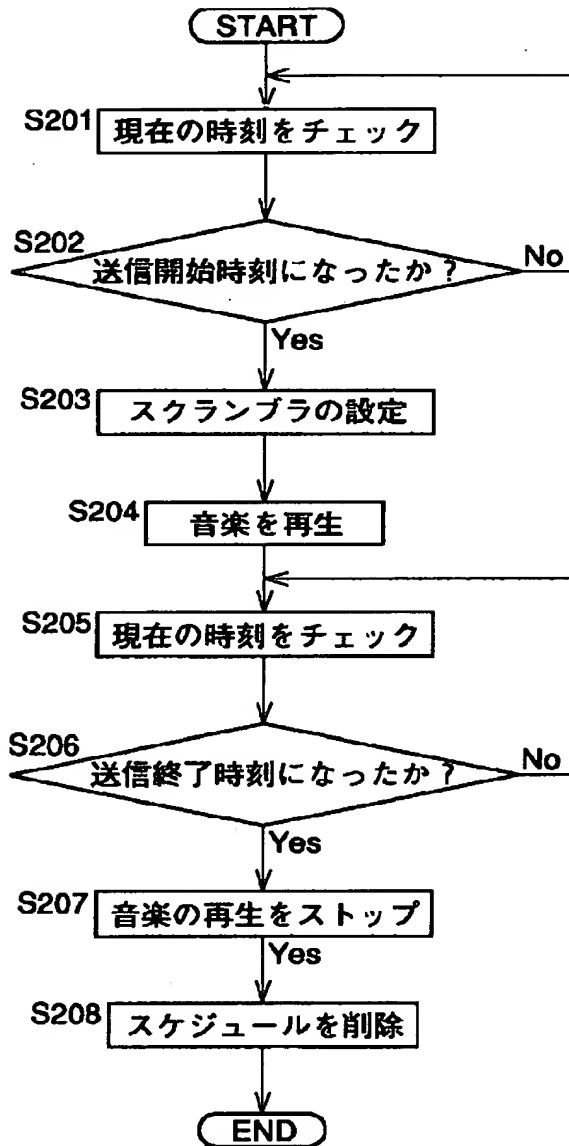 START
S201 現在の時刻をチェック
S202 送信開始時刻になったか? No
Yes
S203 スクランブラの設定
S204 音楽を再生
S205 現在の時刻をチェック
S206 送信終了時刻になったか? No
Yes
S207 音楽の再生をストップ
Yes
S208 スケジュールを削除
END